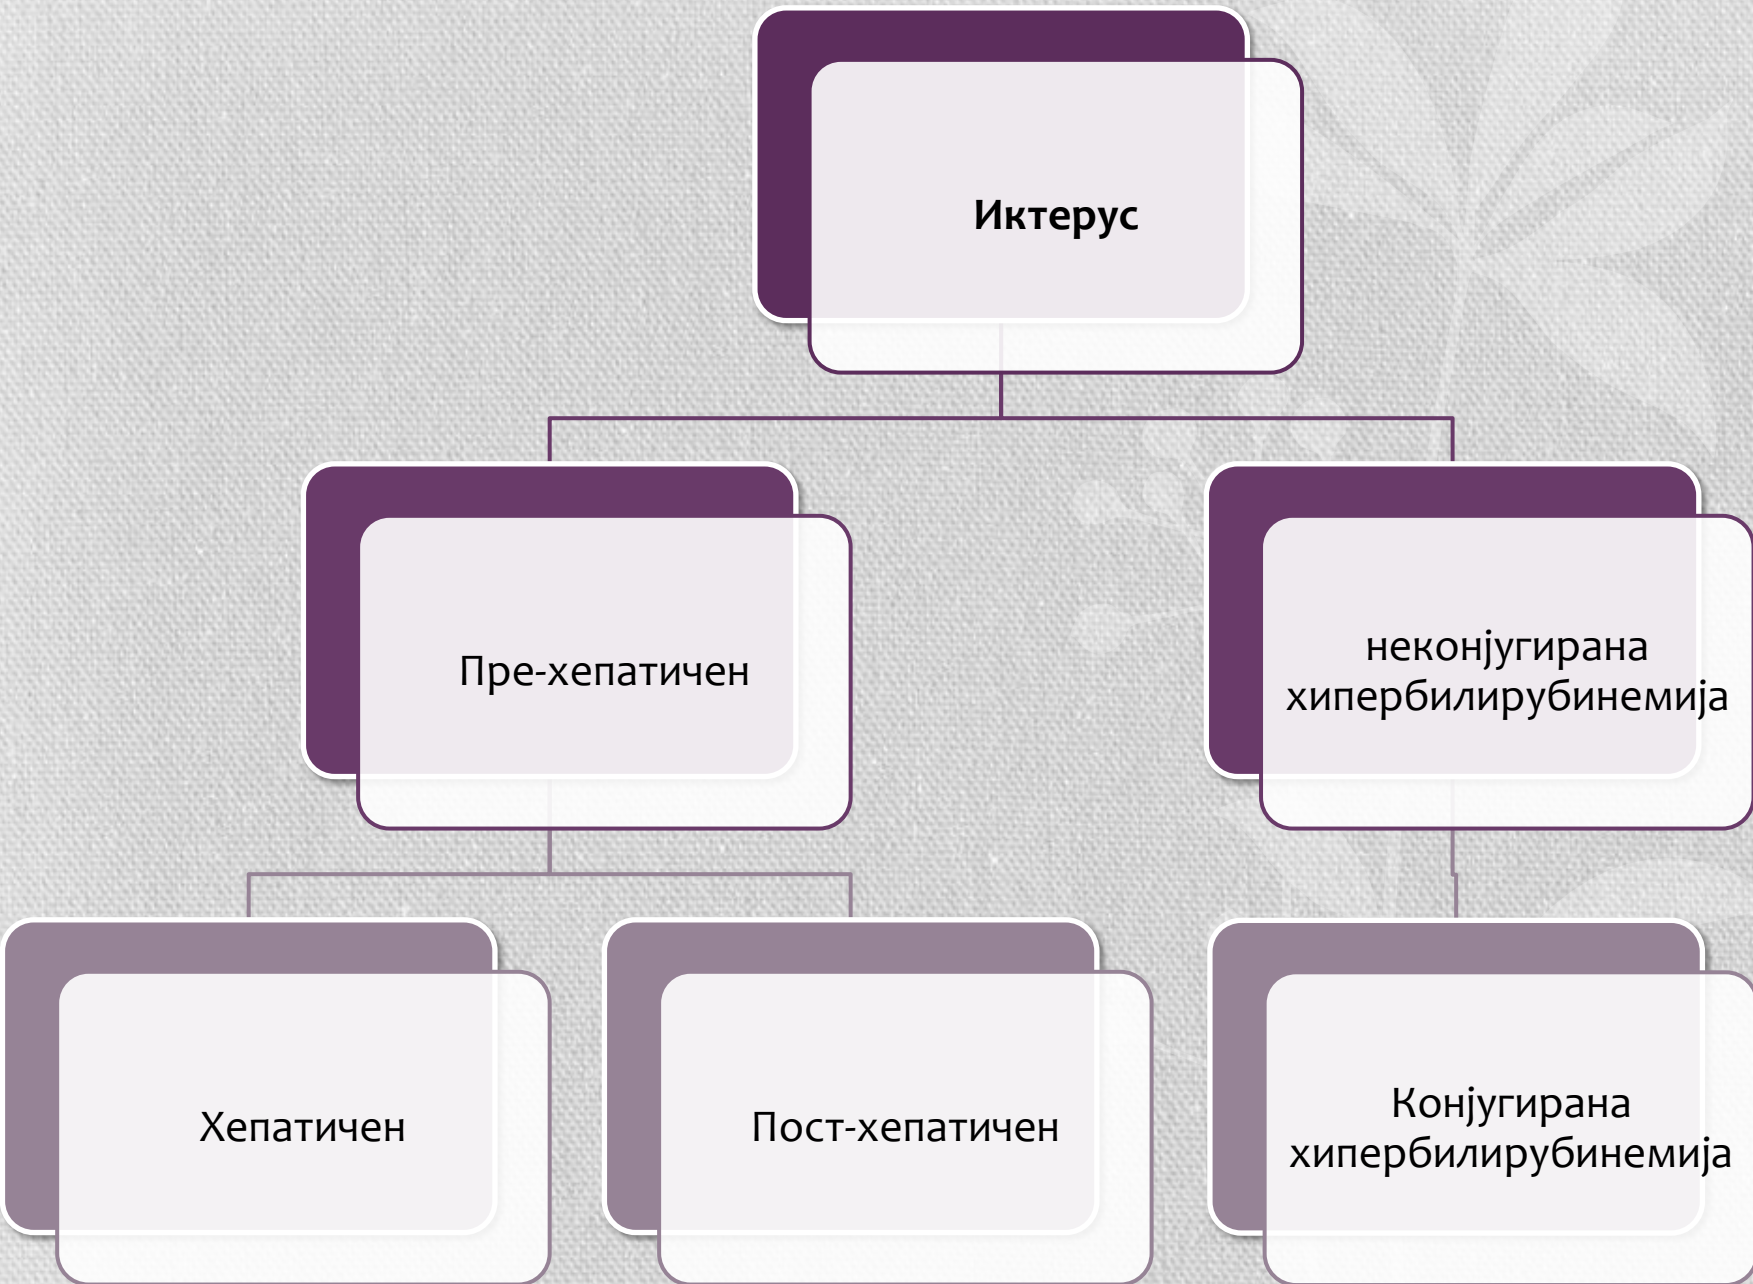 Иктерус
Пре-хепатичен
неконјугирана
хипербилирубинемија
Хепатичен
Пост-хепатичен
Конјугирана
хипербилирубинемија